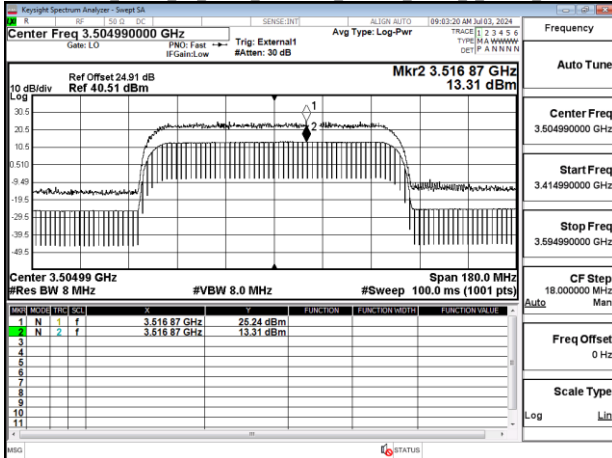 Keysight Spectrum Analyzer - Swept SA
R RF 50 Ω DC SENSE:INT ALIGN AUTO 09:03:20 AM Jul 03, 2024
Center Freq 3.504990000 GHz
Gate: LO
PNO: Fast
IFGain:Low
Trig: External1
#Atten: 30 dB
Avg Type: Log-Pwr
TRACE 1 2 3 4 5 6
TYPE M A W W W W
DET P A N N N N
Ref Offset 24.91 dB
10 dB/div Ref 40.51 dBm
Log
Mkr2 3.516 87 GHz
13.31 dBm
30.5
20.5
10.5
0.510
-9.49
-19.5
-29.5
-39.5
-49.5
1
2
Center 3.50499 GHz Span 180.0 MHz
#Res BW 8 MHz #VBW 8.0 MHz #Sweep 100.0 ms (1001 pts)
MKR MODE TRC SCL X Y FUNCTION FUNCTION WIDTH FUNCTION VALUE
1 N 1 f 3.516 87 GHz 25.24 dBm
2 N 2 f 3.516 87 GHz 13.31 dBm
3
4
5
6
7
8
9
10
11
MSG STATUS
Frequency
Auto Tune
Center Freq
3.504990000 GHz
Start Freq
3.414990000 GHz
Stop Freq
3.594990000 GHz
CF Step
18.000000 MHz
Auto Man
Freq Offset
0 Hz
Scale Type
Log Lin